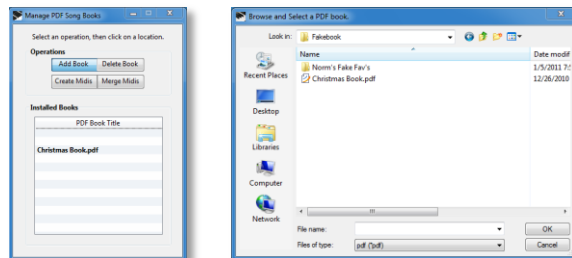 Manage PDF Song Books
Select an operation, then click on a location.
Operations
Add Book Delete Book
Create Midis Merge Midis
Installed Books
PDF Book Title
Christmas Book.pdf
Browse and Select a PDF book.
Look in: Fakebook
Name Date modif
Recent Places
Norm's Fake Fav's 1/5/2011 7:
Christmas Book.pdf 12/26/2010
Desktop
Libraries
Computer
Network
File name: OK
Files of type: pdf (*pdf) Cancel